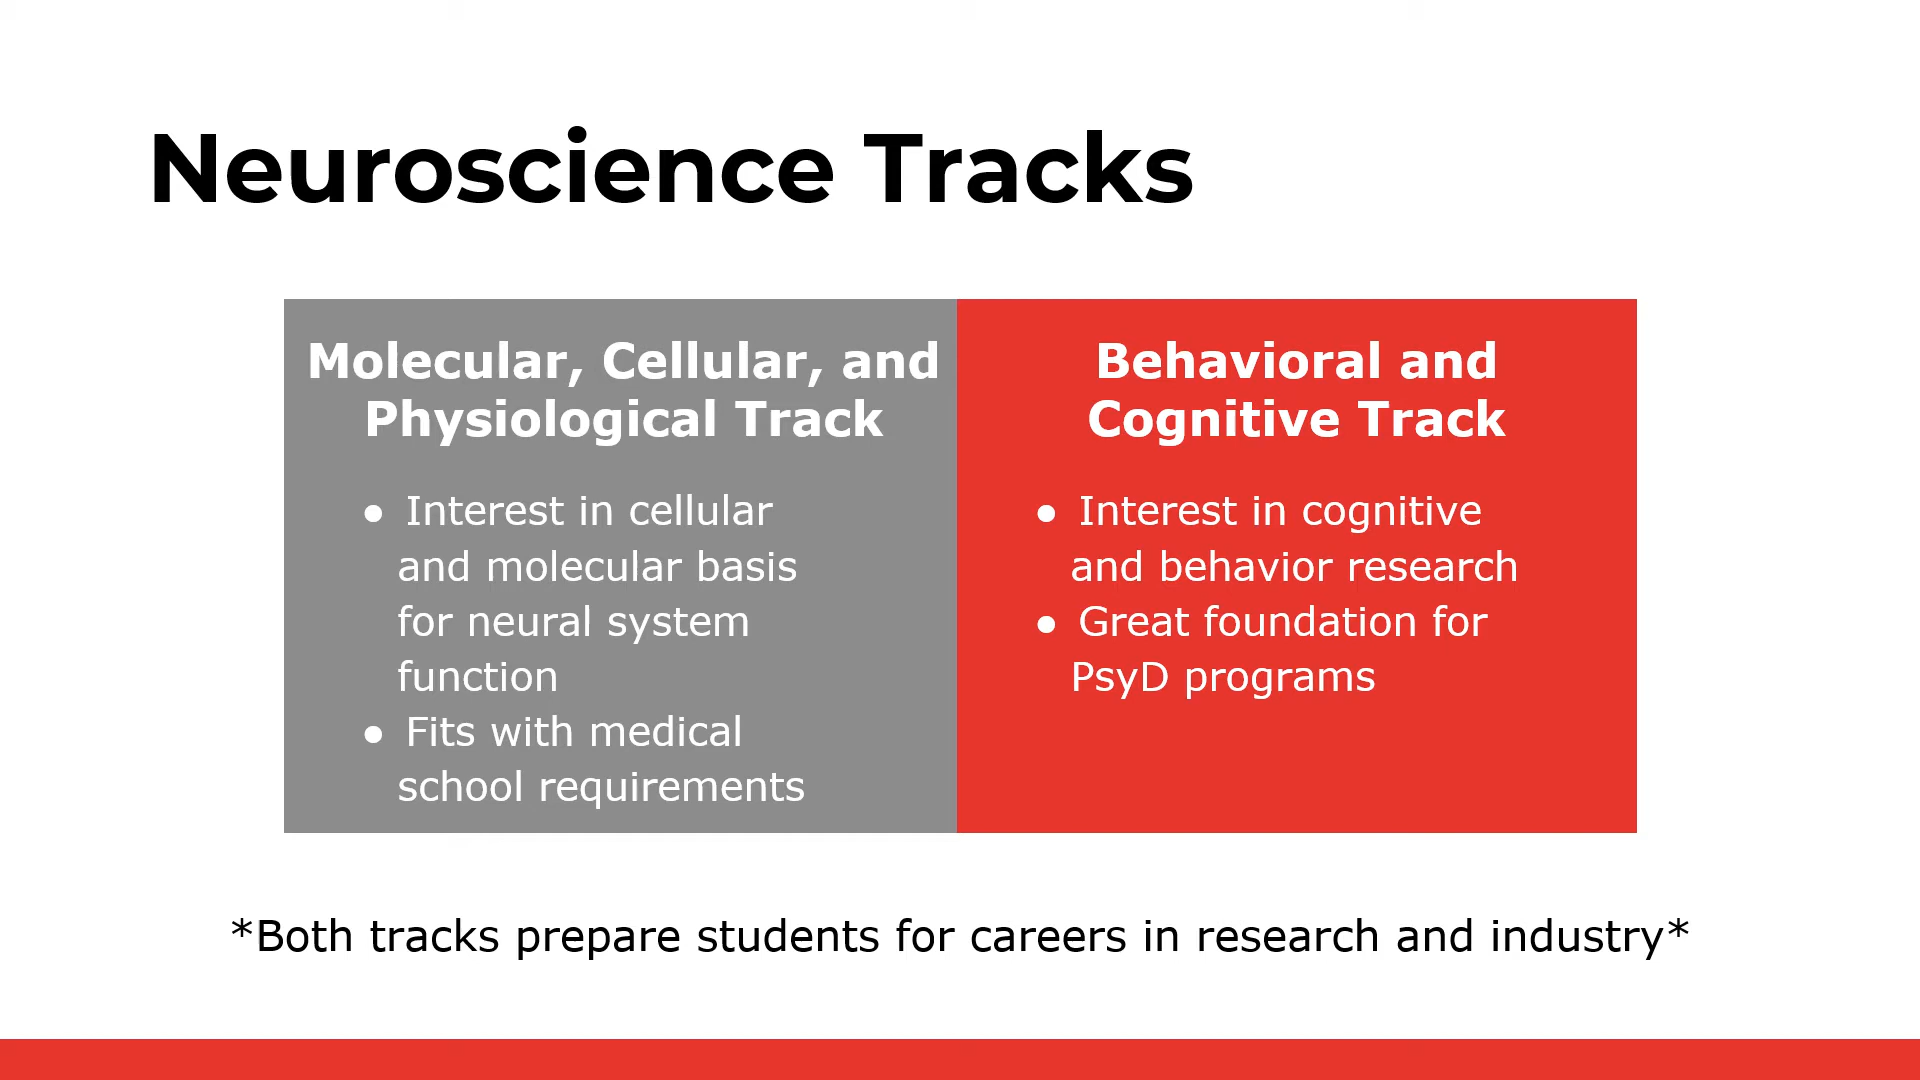 Neuroscience Tracks
Molecular, Cellular, and
Physiological Track
● Interest in cellular
and molecular basis
for neural system
function
● Fits with medical
school requirements
Behavioral and
Cognitive Track
● Interest in cognitive
and behavior research
● Great foundation for
PsyD programs
*Both tracks prepare students for careers in research and industry*